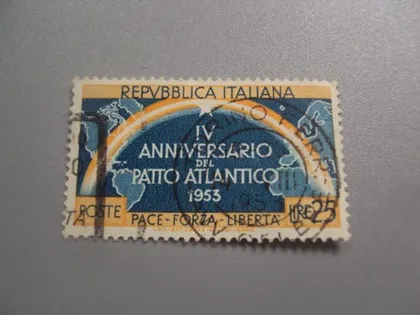 REPVBBLICA ITALIANA
IV
ANNIVERSARIO
DEL
PATTO ATLANTICO
1953
POSTE
LIRE 25
PACE-FORZA-LIBERTA'